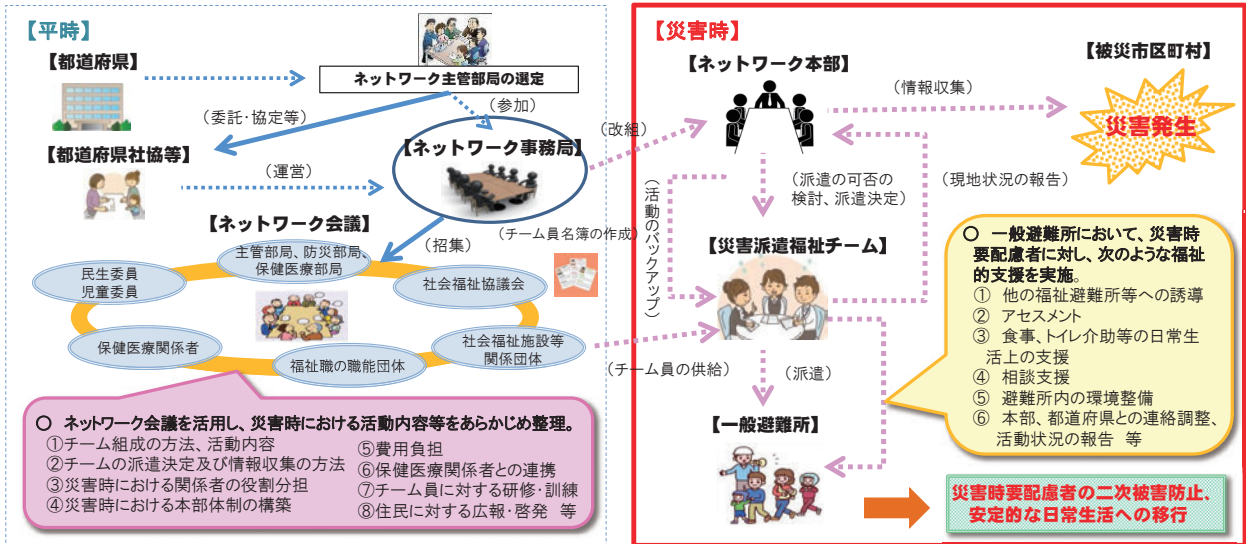 【平時】
【都道府県】
ネットワーク主管部局の選定
（委託・協定等）
（参加）
【都道府県社協等】
（運営）
【ネットワーク事務局】
【ネットワーク会議】
（招集）
（チーム員名簿の作成）
主管部局、防災部局、
保健医療部局
民生委員
児童委員
社会福祉協議会
保健医療関係者
福祉職の職能団体
社会福祉施設等
関係団体
○ ネットワーク会議を活用し、災害時における活動内容等をあらかじめ整理。
①チーム組成の方法、活動内容
②チームの派遣決定及び情報収集の方法
③災害時における関係者の役割分担
④災害時における本部体制の構築
⑤費用負担
⑥保健医療関係者との連携
⑦チーム員に対する研修・訓練
⑧住民に対する広報・啓発 等
（改組）
（チーム員の供給）
【災害時】
【ネットワーク本部】
（情報収集）
【被災市区町村】
災害発生
（派遣の可否の
検討、派遣決定）
（現地状況の報告）
（活動のバックアップ）
【災害派遣福祉チーム】
（派遣）
【一般避難所】
○ 一般避難所において、災害時
要配慮者に対し、次のような福祉
的支援を実施。
① 他の福祉避難所等への誘導
② アセスメント
③ 食事、トイレ介助等の日常生
活上の支援
④ 相談支援
⑤ 避難所内の環境整備
⑥ 本部、都道府県との連絡調整、
活動状況の報告 等
災害時要配慮者の二次被害防止、
安定的な日常生活への移行